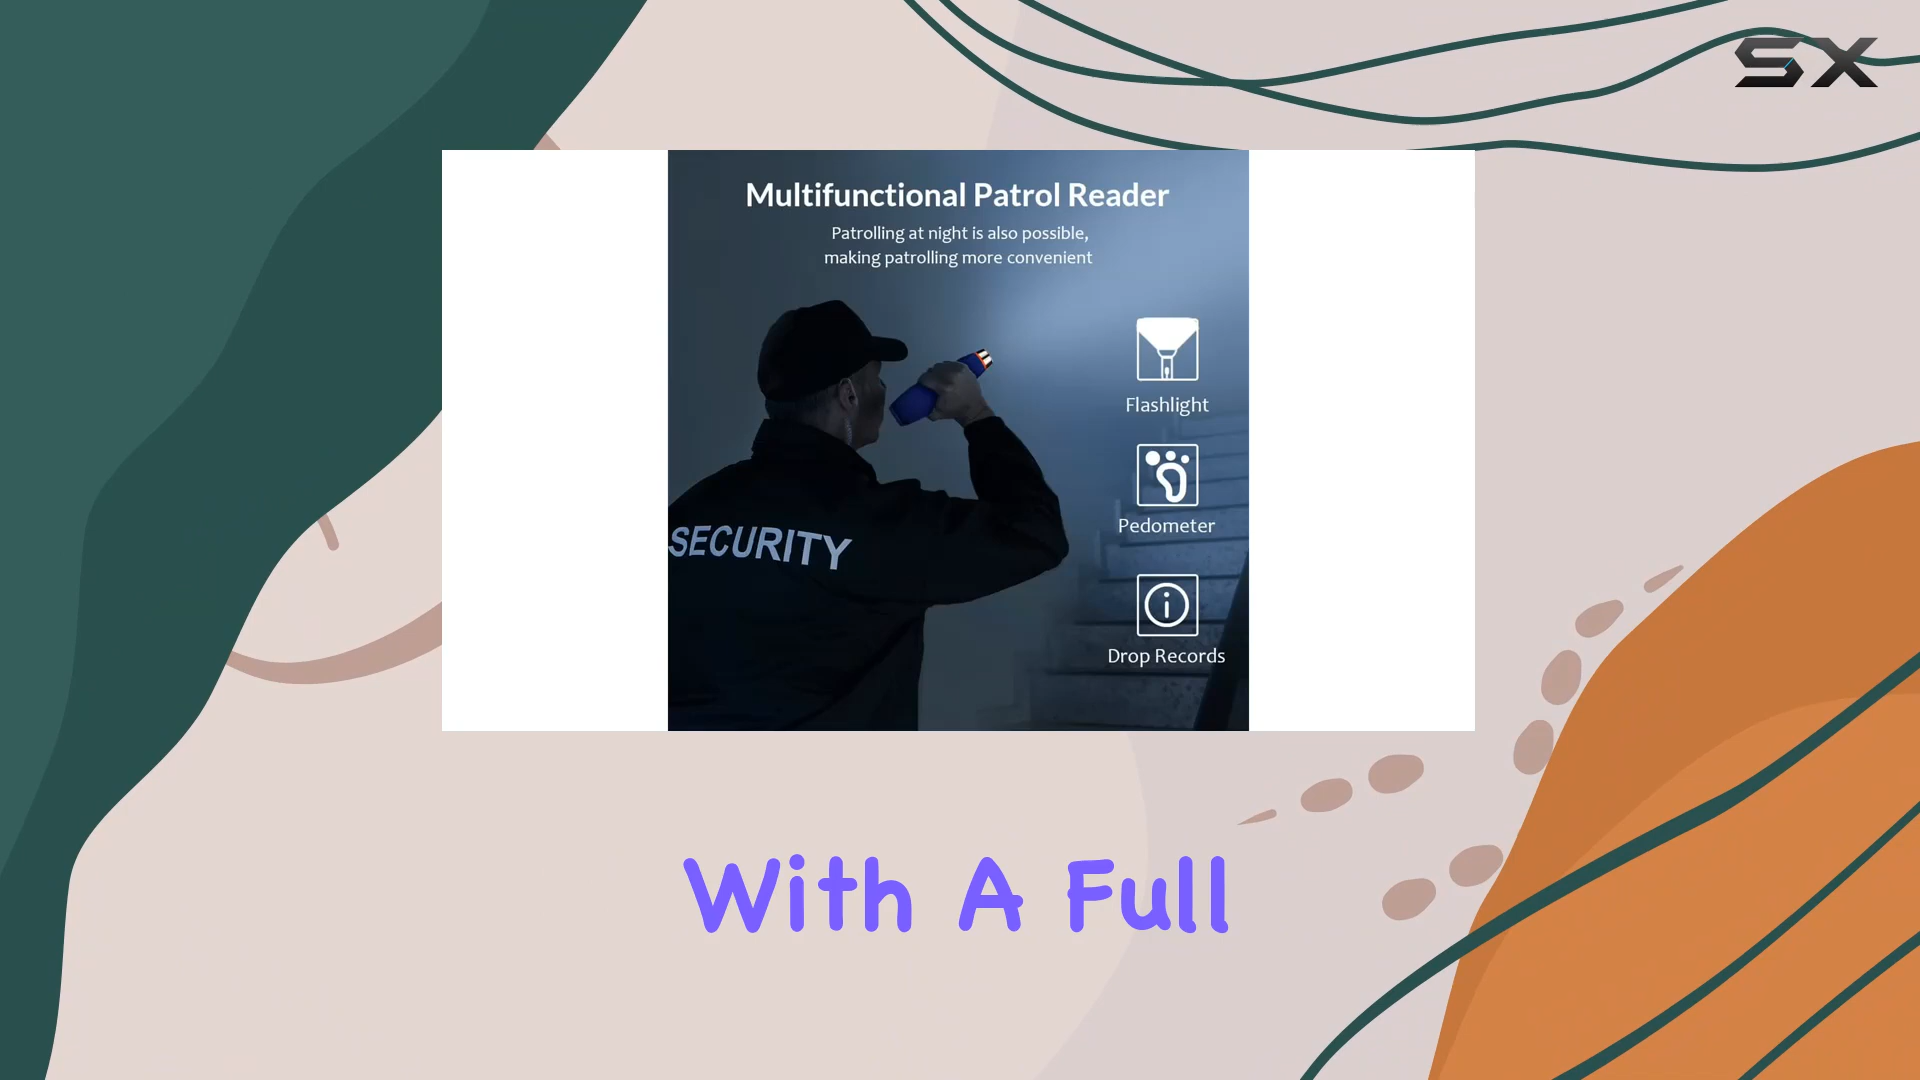 SX
Multifunctional Patrol Reader
Patrolling at night is also possible,
making patrolling more convenient
Flashlight
Pedometer
SECURITY
Drop Records
With A Full